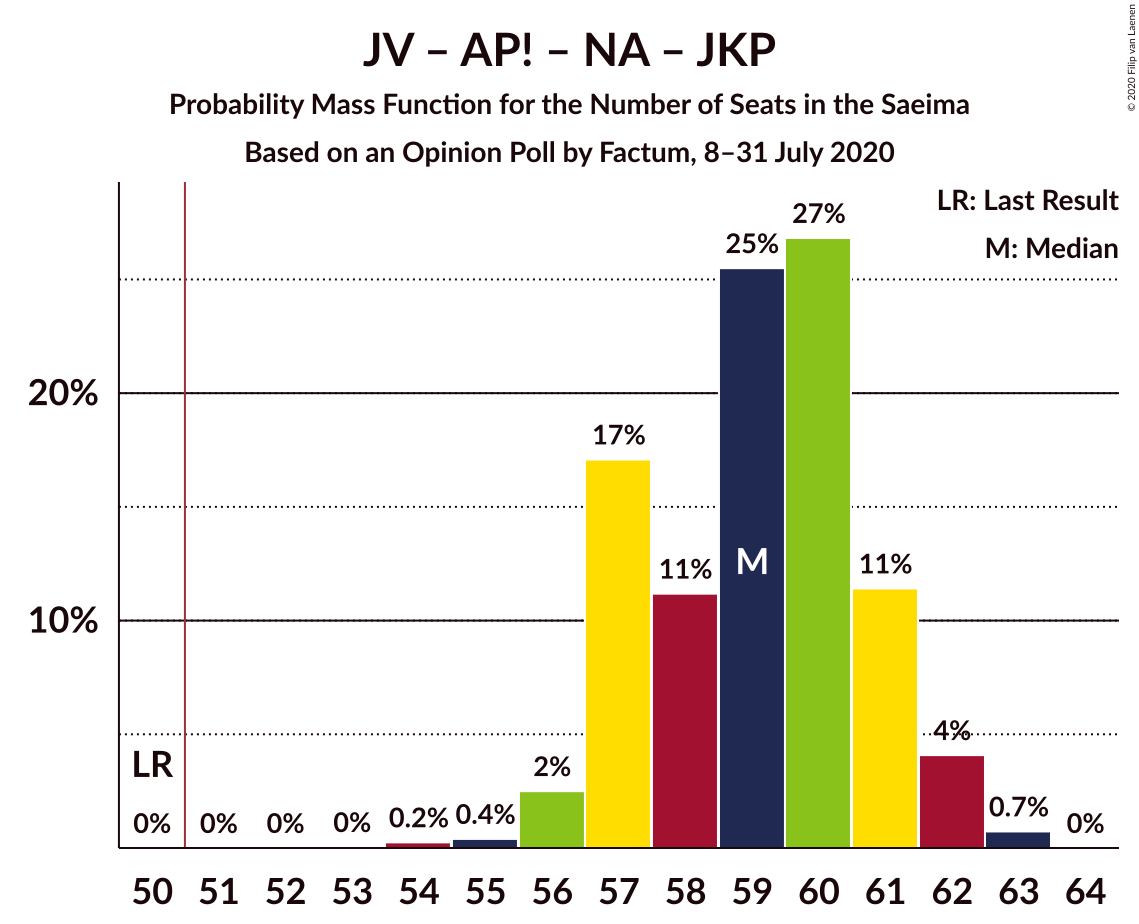 JV – AP! – NA – JKP
Probability Mass Function for the Number of Seats in the Saeima
Based on an Opinion Poll by Factum, 8–31 July 2020
© 2020 Filip van Laenen
LR: Last Result
M: Median
27%
25%
20%
17%
11%
11%
M
10%
4%
LR
2%
0% 0% 0% 0% 0.2% 0.4% 0.7% 0%
50 51 52 53 54 55 56 57 58 59 60 61 62 63 64